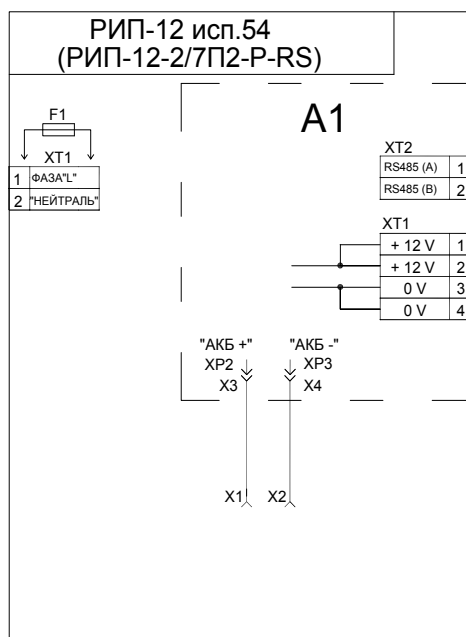 РИП-12 исп.54
(РИП-12-2/7П2-Р-RS)
A1
F1
XT1
1 ФАЗА"L"
2 "НЕЙТРАЛЬ"
XT2
RS485 (A) 1
RS485 (B) 2
XT1
+ 12 V 1
+ 12 V 2
0 V 3
0 V 4
"АКБ +" "АКБ -"
XP2 XP3
X3 X4
X1 X2